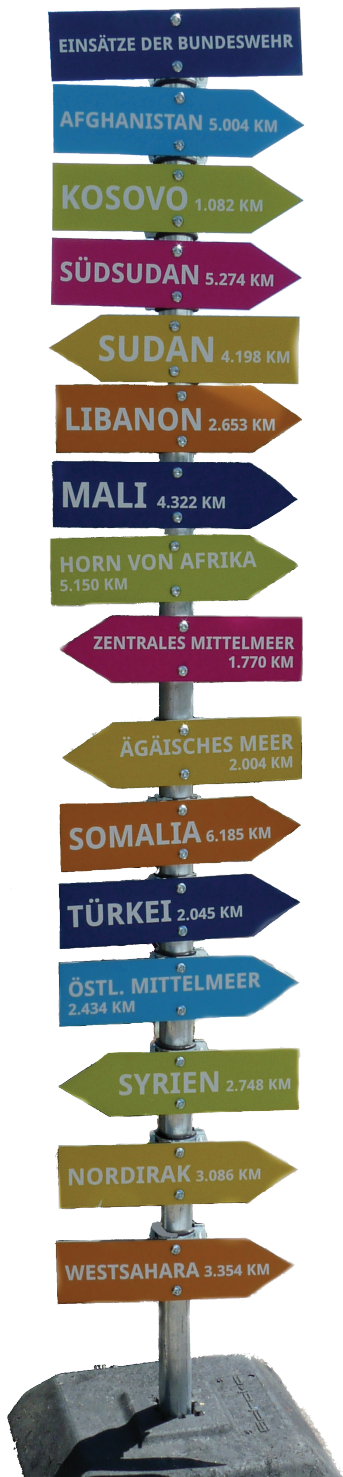 EINSÄTZE DER BUNDESWEHR
AFGHANISTAN 5.004 KM
KOSOVO 1.082 KM
SÜDSUDAN 5.274 KM
SUDAN 4.198 KM
LIBANON 2.653 KM
MALI 4.322 KM
HORN VON AFRIKA
5.150 KM
ZENTRALES MITTELMEER
1.770 KM
ÄGÄISCHES MEER
2.004 KM
SOMALIA 6.185 KM
TÜRKEI 2.045 KM
ÖSTL. MITTELMEER
2.434 KM
SYRIEN 2.748 KM
NORDIRAK 3.086 KM
WESTSAHARA 3.354 KM